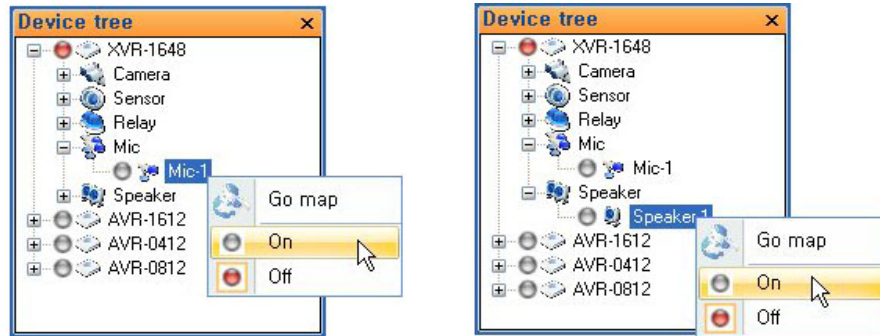 Device tree
XVR-1648
Camera
Sensor
Relay
Mic
Mic-1
Speaker
AVR-1612
AVR-0412
AVR-0812
Go map
On
Off
Device tree
XVR-1648
Camera
Sensor
Relay
Mic
Mic-1
Speaker
Speaker-1
AVR-1612
AVR-0412
AVR-0812
Go map
On
Off